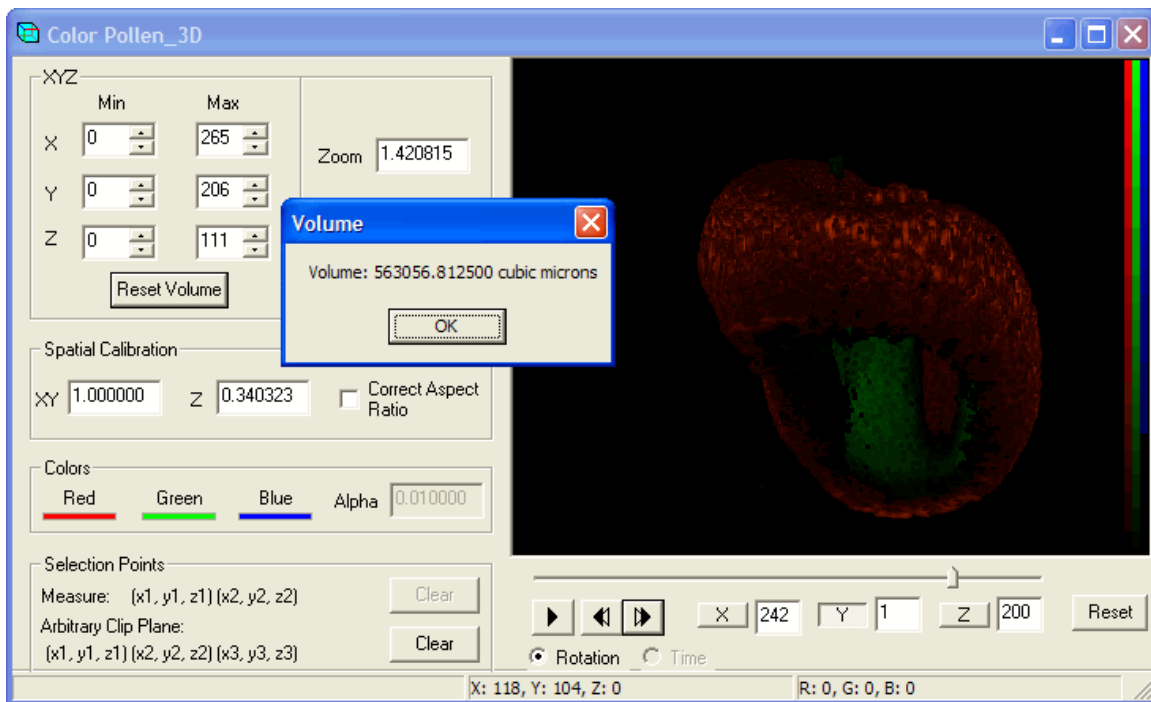 Color Pollen_3D
XYZ
Min Max
X 0 265
Zoom 1.420815
Y 0 206
Z 0 111
Reset Volume
Volume
Volume: 563056.812500 cubic microns
OK
Spatial Calibration
XY 1.000000 Z 0.340323 Correct Aspect
Ratio
Colors
Red Green Blue Alpha 0.010000
Selection Points
Measure: (x1, y1, z1) (x2, y2, z2) Clear
Arbitrary Clip Plane:
(x1, y1, z1) (x2, y2, z2) (x3, y3, z3) Clear
X 242 Y 1 Z 200 Reset
Rotation Time
X: 118, Y: 104, Z: 0 R: 0, G: 0, B: 0